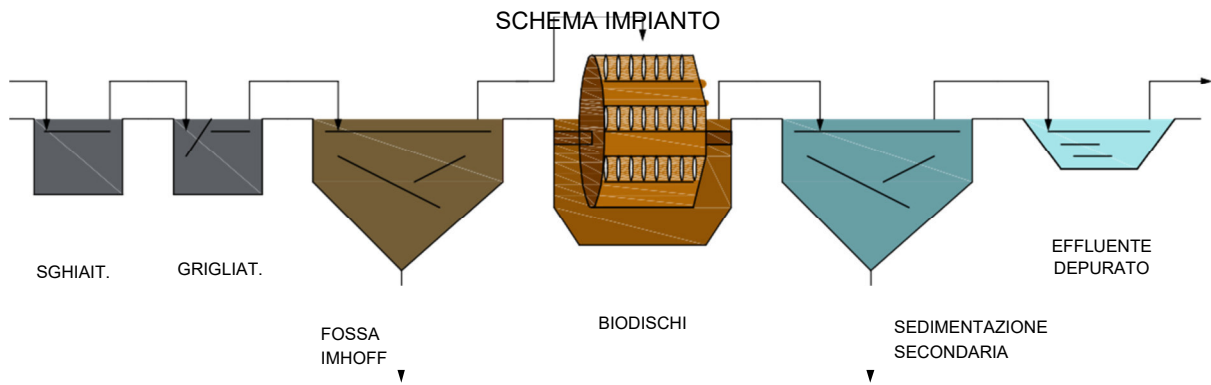 SCHEMA IMPIANTO
SGHIAIT.
GRIGLIAT.
FOSSA
IMHOFF
BIODISCHI
SEDIMENTAZIONE
SECONDARIA
EFFLUENTE
DEPURATO